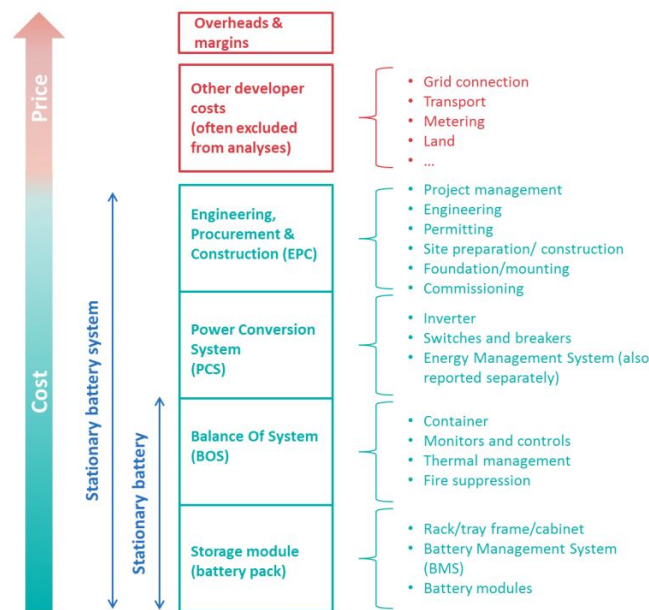 Price
Cost
Stationary battery system
Stationary battery
Overheads &
margins
Other developer
costs
(often excluded
from analyses)
• Grid connection
• Transport
• Metering
• Land
• ...
Engineering,
Procurement &
Construction (EPC)
• Project management
• Engineering
• Permitting
• Site preparation/ construction
• Foundation/mounting
• Commissioning
Power Conversion
System
(PCS)
• Inverter
• Switches and breakers
• Energy Management System (also
reported separately)
Balance Of System
(BOS)
• Container
• Monitors and controls
• Thermal management
• Fire suppression
Storage module
(battery pack)
• Rack/tray frame/cabinet
• Battery Management System
(BMS)
• Battery modules